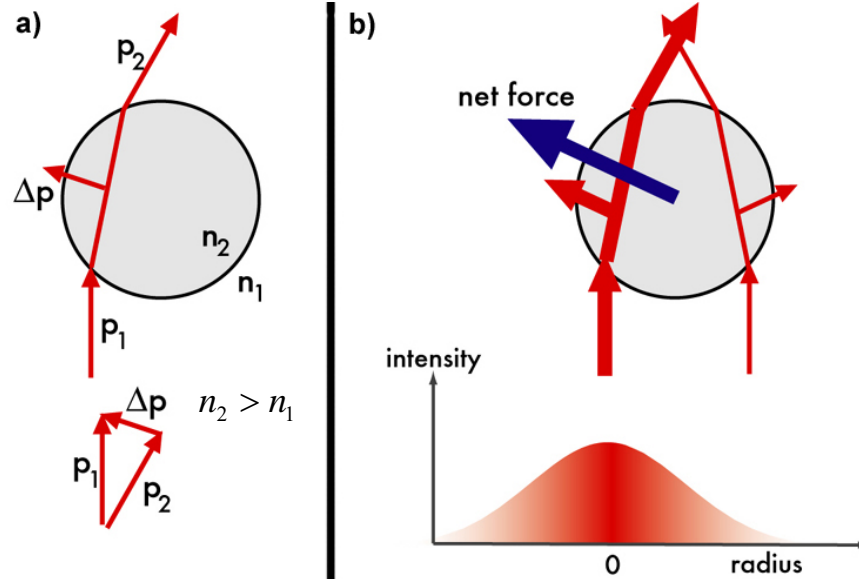 a)
p₂
Δp
n₂
n₁
p₁
Δp
n₂ > n₁
p₁
p₂
b)
net force
intensity
0
radius